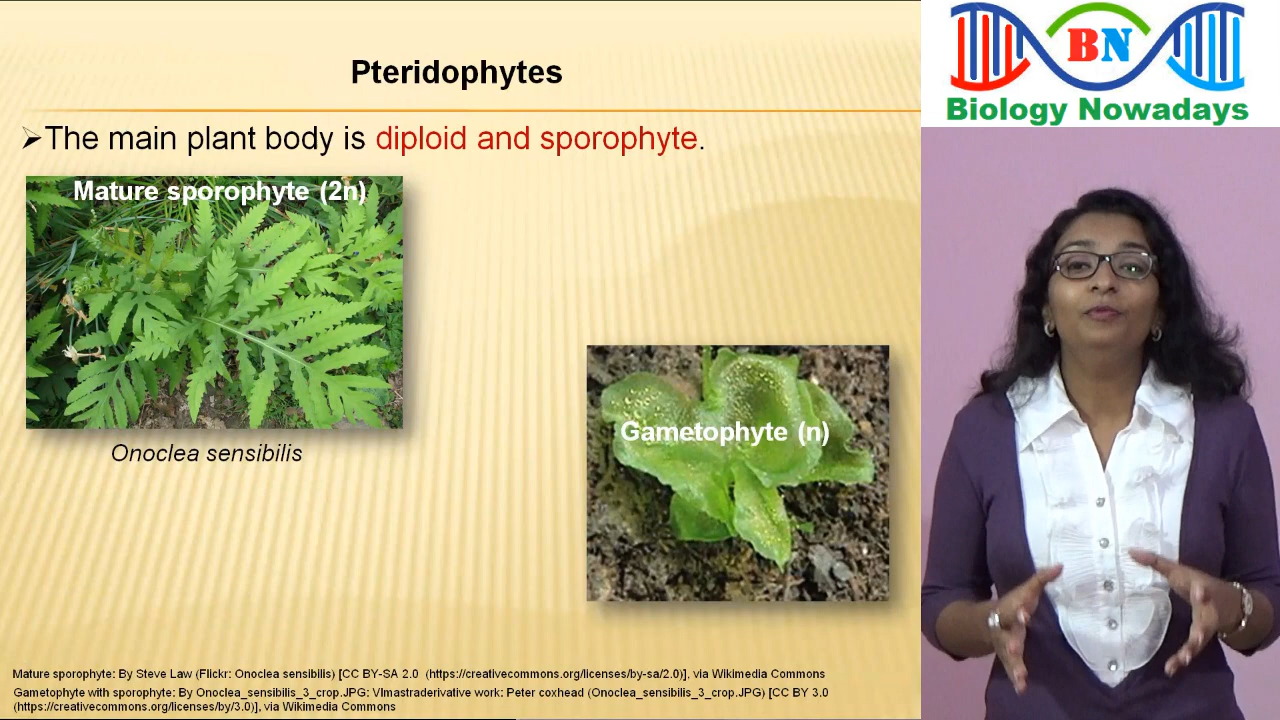 Pteridophytes
➢The main plant body is diploid and sporophyte.
Mature sporophyte (2n)
Onoclea sensibilis
Gametophyte (n)
Mature sporophyte: By Steve Law (Flickr: Onoclea sensibilis) [CC BY-SA 2.0 (https://creativecommons.org/licenses/by-sa/2.0)], via Wikimedia Commons
Gametophyte with sporophyte: By Onoclea_sensibilis_3_crop.JPG: Vlmastraderivative work: Peter coxhead (Onoclea_sensibilis_3_crop.JPG) [CC BY 3.0
(https://creativecommons.org/licenses/by/3.0)], via Wikimedia Commons
BN
Biology Nowadays